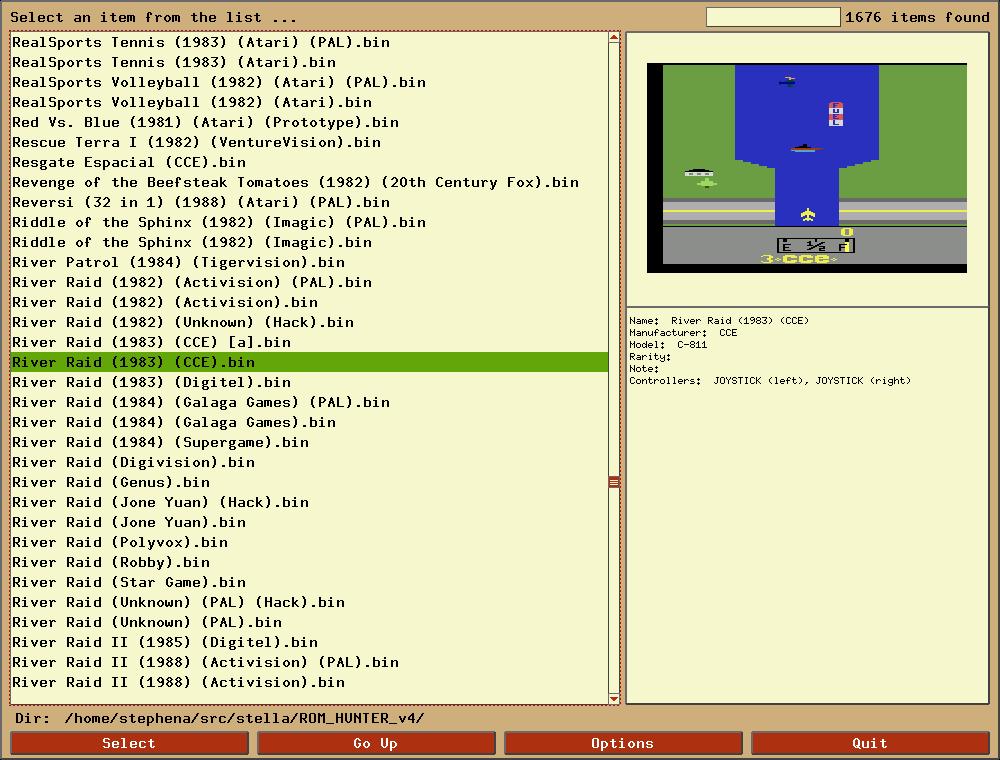 Select an item from the list ...
1676 items found
RealSports Tennis (1983) (Atari) (PAL).bin
RealSports Tennis (1983) (Atari).bin
RealSports Volleyball (1982) (Atari) (PAL).bin
RealSports Volleyball (1982) (Atari).bin
Red Vs. Blue (1981) (Atari) (Prototype).bin
Rescue Terra I (1982) (VentureVision).bin
Resgate Espacial (CCE).bin
Revenge of the Beefsteak Tomatoes (1982) (20th Century Fox).bin
Reversi (32 in 1) (1988) (Atari) (PAL).bin
Riddle of the Sphinx (1982) (Imagic) (PAL).bin
Riddle of the Sphinx (1982) (Imagic).bin
River Patrol (1984) (Tigervision).bin
River Raid (1982) (Activision) (PAL).bin
River Raid (1982) (Activision).bin
River Raid (1982) (Unknown) (Hack).bin
River Raid (1983) (CCE) [a].bin
River Raid (1983) (CCE).bin
River Raid (1983) (Digitel).bin
River Raid (1984) (Galaga Games) (PAL).bin
River Raid (1984) (Galaga Games).bin
River Raid (1984) (Supergame).bin
River Raid (Digivision).bin
River Raid (Genus).bin
River Raid (Jone Yuan) (Hack).bin
River Raid (Jone Yuan).bin
River Raid (Polyvox).bin
River Raid (Robby).bin
River Raid (Star Game).bin
River Raid (Unknown) (PAL) (Hack).bin
River Raid (Unknown) (PAL).bin
River Raid II (1985) (Digitel).bin
River Raid II (1988) (Activision) (PAL).bin
River Raid II (1988) (Activision).bin
FUEL
0
E 1/2 F
3 •cce•
Name: River Raid (1983) (CCE)
Manufacturer: CCE
Model: C-811
Rarity:
Note:
Controllers: JOYSTICK (left), JOYSTICK (right)
Dir: /home/stephena/src/stella/ROM_HUNTER_v4/
Select
Go Up
Options
Quit